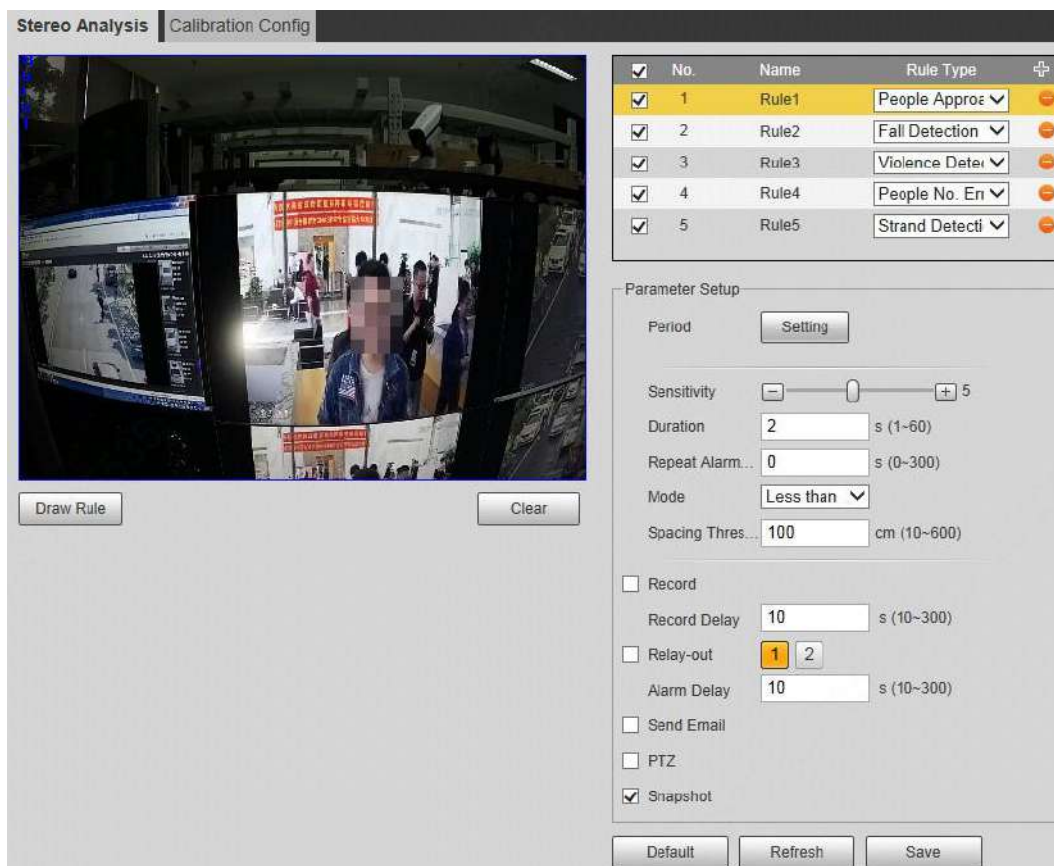 Stereo Analysis
Calibration Config
No. Name Rule Type
1 Rule1 People Approa
2 Rule2 Fall Detection
3 Rule3 Violence Dete
4 Rule4 People No. Err
5 Rule5 Strand Detecti
Parameter Setup
Period Setting
Sensitivity 5
Duration 2 s (1~60)
Repeat Alarm... 0 s (0~300)
Mode Less than
Spacing Thres... 100 cm (10~600)
Draw Rule
Clear
Record
Record Delay 10 s (10~300)
Relay-out 1 2
Alarm Delay 10 s (10~300)
Send Email
PTZ
Snapshot
Default Refresh Save